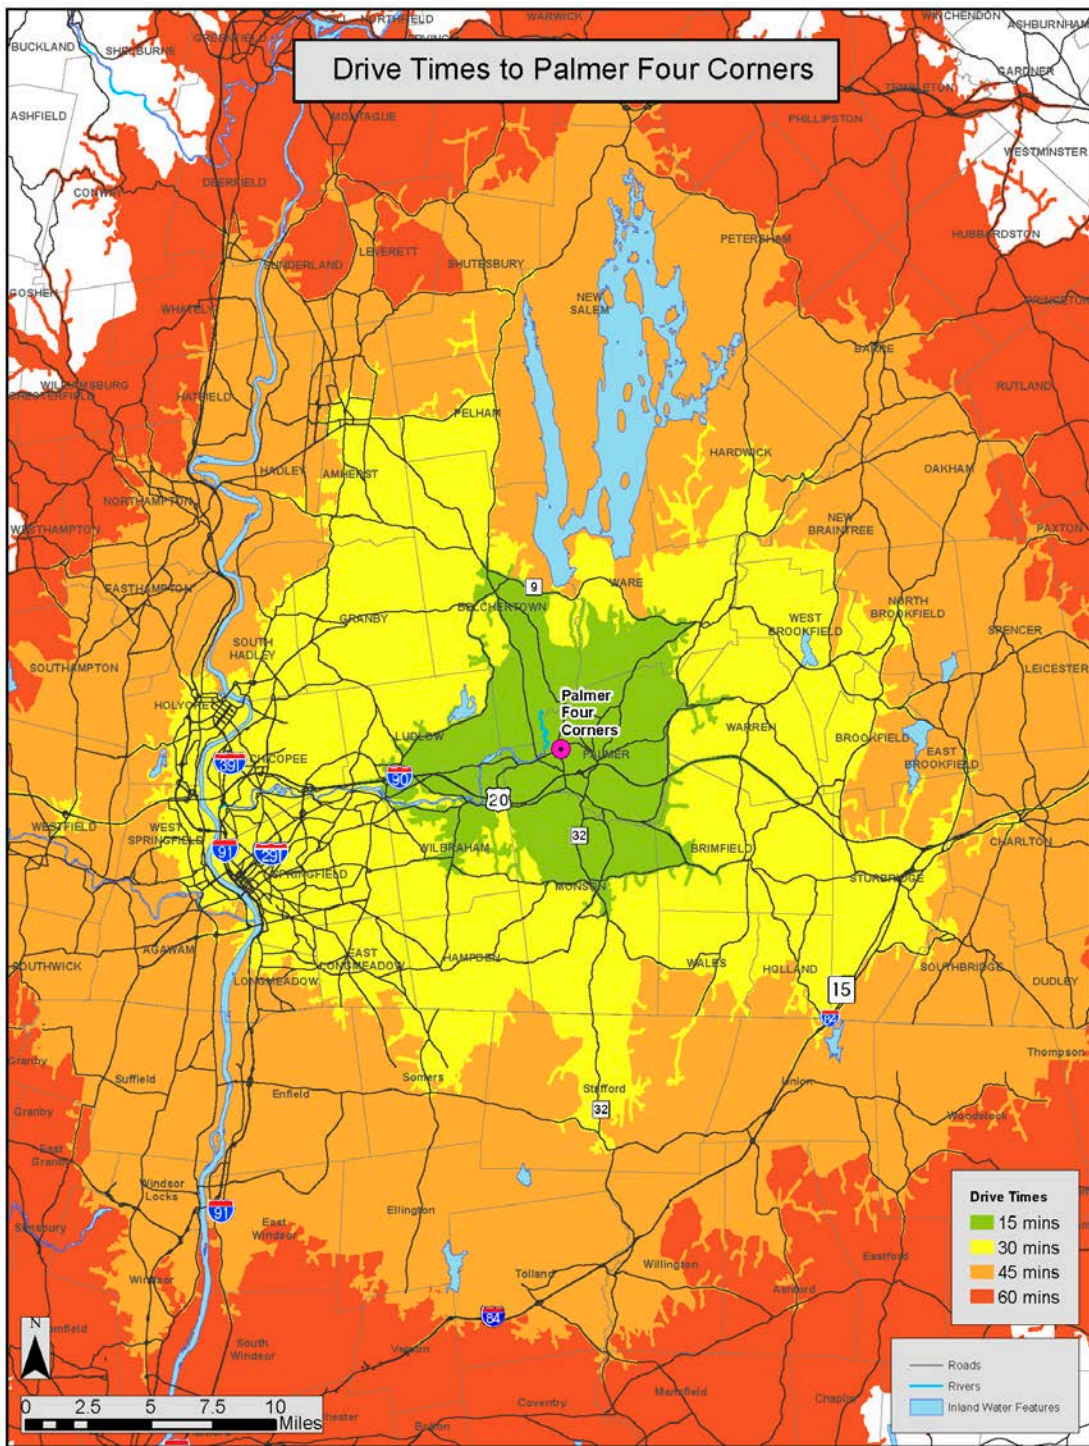 Drive Times to Palmer Four Corners
BUCKLAND
SHELBURNE
GREENFIELD
GILL
NORTHFIELD
WARWICK
WINCHENDON
ASHBURNHAM
GARDNER
TEMPLETON
ASHFIELD
MONTAGUE
PHILLIPSTON
WESTMINSTER
CONWAY
DEERFIELD
HUBBARDSTON
SUNDERLAND
LEVERETT
SHUTESBURY
PETERSHAM
GOSHEN
WHATELY
NEW
SALEM
PRINCETON
BARRE
WILLIAMSBURG
CHESTERFIELD
HATFIELD
RUTLAND
PELHAM
HADLEY
AMHERST
HARDWICK
OAKHAM
NORTHAMPTON
WESTHAMPTON
NEW
BRAINTREE
PAXTON
EASTHAMPTON
9
WARE
BELCHERTOWN
NORTH
BROOKFIELD
GRANBY
WEST
BROOKFIELD
SPENCER
SOUTH
HADLEY
SOUTHAMPTON
LEICESTER
HOLYOKE
Palmer
Four
Corners
LUDLOW
WARREN
BROOKFIELD
EAST
BROOKFIELD
391
CHICOPEE
PALMER
90
20
WESTFIELD
WEST
SPRINGFIELD
32
CHARLTON
91
291
WILBRAHAM
BRIMFIELD
SPRINGFIELD
STURBRIDGE
MONSON
AGAWAM
EAST
LONGMEADOW
HAMPDEN
WALES
HOLLAND
SOUTHBRIDGE
SOUTHWICK
LONGMEADOW
DUDLEY
15
84
Granby
Thompson
Suffield
Somers
Enfield
Stafford
Union
32
Granby
Woodstock
East
Granby
Windsor
Locks
91
East
Windsor
Ellington
Simsbury
Willington
Eastford
Tolland
Windsor
Ashford
84
South
Windsor
Vernon
Mansfield
Chaplin
Coventry
Bolton
Drive Times
15 mins
30 mins
45 mins
60 mins
Roads
Rivers
Inland Water Features
N
0 2.5 5 7.5 10
Miles